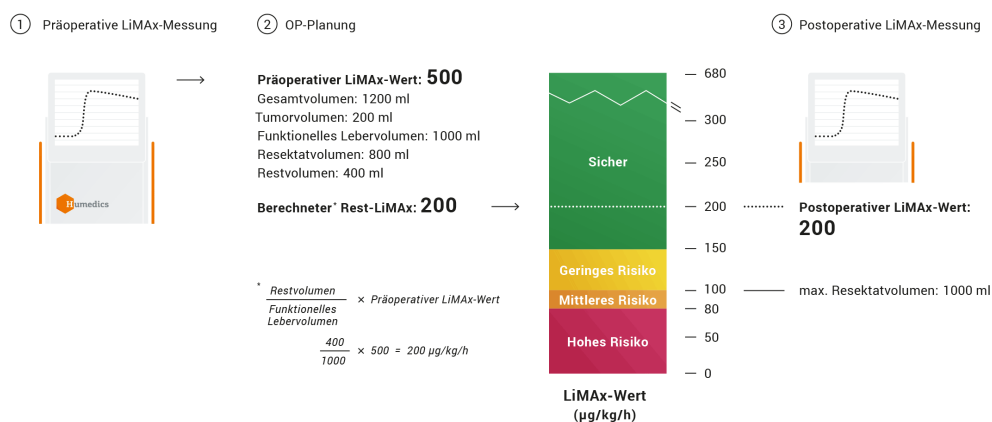 1 Präoperative LiMAx-Messung
Humedics
2 OP-Planung
Präoperativer LiMAx-Wert: 500
Gesamtvolumen: 1200 ml
Tumorvolumen: 200 ml
Funktionelles Lebervolumen: 1000 ml
Resektatvolumen: 800 ml
Restvolumen: 400 ml
Berechneter* Rest-LiMAx: 200
* Restvolumen
Funktionelles
Lebervolumen
× Präoperativer LiMAx-Wert
400
1000
× 500 = 200 µg/kg/h
Sicher
Geringes Risiko
Mittleres Risiko
Hohes Risiko
680
300
250
200
150
100
80
50
0
LiMAx-Wert
(µg/kg/h)
3 Postoperative LiMAx-Messung
Postoperativer LiMAx-Wert:
200
max. Resektatvolumen: 1000 ml